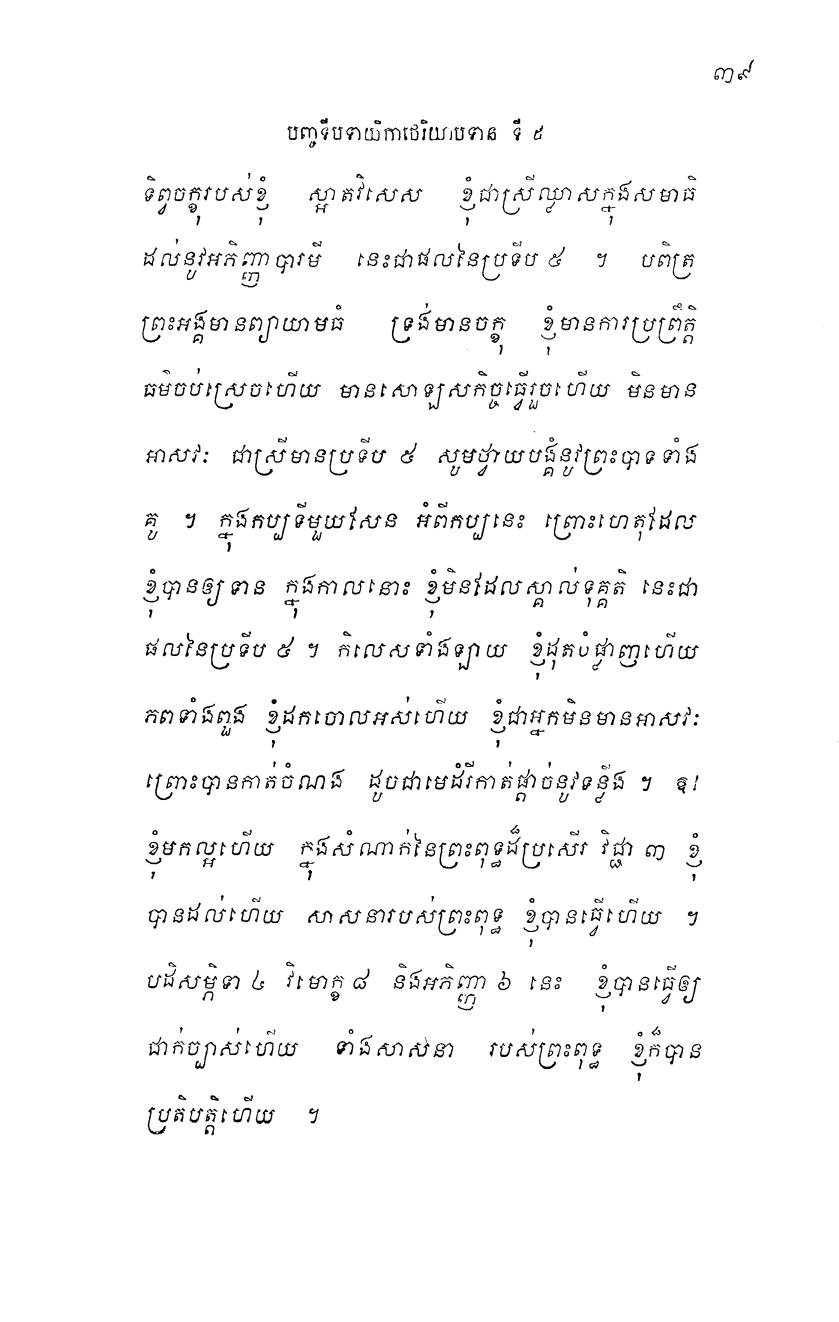 ៣៩
បញ្ចទីបទាយិកាថេរិយាបទាន ទី ៩
ទិព្វចក្ខុរបស់ខ្ញុំ ស្អាតវិសេស ខ្ញុំជាស្រីឈ្លាសក្នុងសមាធិ
ដល់នូវអភិញ្ញាបារមី នេះជាផលនៃប្រទីប ៥ ។ បពិត្រ
ព្រះអង្គមានព្យាយាមធំ ទ្រង់មានចក្ខុ ខ្ញុំមានការប្រព្រឹត្តិ
ធម៌ចប់ស្រេចហើយ មានសោឡសកិច្ចធ្វើរួចហើយ មិនមាន
អាសវៈ ជាស្រីមានប្រទីប ៥ សូមថ្វាយបង្គំនូវព្រះបាទទាំង
គូ ។ ក្នុងកប្បទីមួយសែន អំពីកប្បនេះ ព្រោះហេតុដែល
ខ្ញុំបានឲ្យទាន ក្នុងកាលនោះ ខ្ញុំមិនដែលស្គាល់ទុគ្គតិ នេះជា
ផលនៃប្រទីប ៥ ។ កិលេសទាំងឡាយ ខ្ញុំដុតបំផ្លាញហើយ
ភពទាំងពួង ខ្ញុំដកចោលអស់ហើយ ខ្ញុំជាអ្នកមិនមានអាសវៈ
ព្រោះបានកាត់ចំណង ដូចជាមេដំរីកាត់ផ្តាច់នូវទន្លីង ។ ឱ!
ខ្ញុំមកល្អហើយ ក្នុងសំណាក់នៃព្រះពុទ្ធដ៏ប្រសើរ វិជ្ជា ៣ ខ្ញុំ
បានដល់ហើយ សាសនារបស់ព្រះពុទ្ធ ខ្ញុំបានធ្វើហើយ ។
បដិសម្ភិទា ៤ វិមោក្ខ ៨ និងអភិញ្ញា ៦ នេះ ខ្ញុំបានធ្វើឲ្យ
ជាក់ច្បាស់ហើយ ទាំងសាសនា របស់ព្រះពុទ្ធ ខ្ញុំក៏បាន
ប្រតិបត្តិហើយ ។